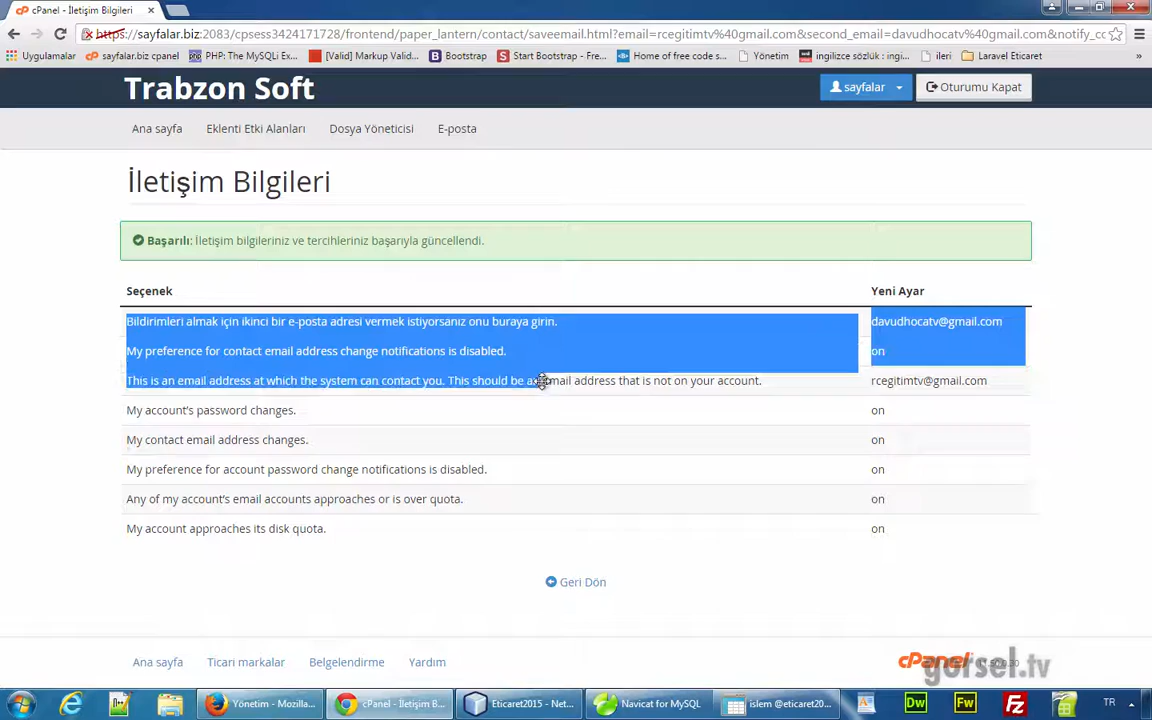 cPanel - İletişim Bilgileri
https://sayfalar.biz:2083/cpsess3424171728/frontend/paper_lantern/contact/saveemail.html?email=rcegitimtv%40gmail.com&second_email=davudhocatv%40gmail.com&notify_cc
Uygulamalar sayfalar.biz cpanel PHP: The MySQLi Ex... [Valid] Markup Valid... Bootstrap Start Bootstrap - Fre... Home of free code s... Yönetim ingilizce sözlük : ingi... ileri Laravel Eticaret »
Trabzon Soft
sayfalar
Oturumu Kapat
Ana sayfa Eklenti Etki Alanları Dosya Yöneticisi E-posta
İletişim Bilgileri
Başarılı: İletişim bilgileriniz ve tercihleriniz başarıyla güncellendi.
Seçenek Yeni Ayar
Bildirimleri almak için ikinci bir e-posta adresi vermek istiyorsanız onu buraya girin. davudhocatv@gmail.com
My preference for contact email address change notifications is disabled. on
This is an email address at which the system can contact you. This should be an email address that is not on your account. rcegitimtv@gmail.com
My account's password changes. on
My contact email address changes. on
My preference for account password change notifications is disabled. on
Any of my account's email accounts approaches or is over quota. on
My account approaches its disk quota. on
Geri Dön
Ana sayfa Ticari markalar Belgelendirme Yardım
cPanel
gorsel.tv
Yönetim - Mozilla... cPanel - İletişim B... Eticaret2015 - Net... Navicat for MySQL islem @eticaret20... Dw Fw Fz TR